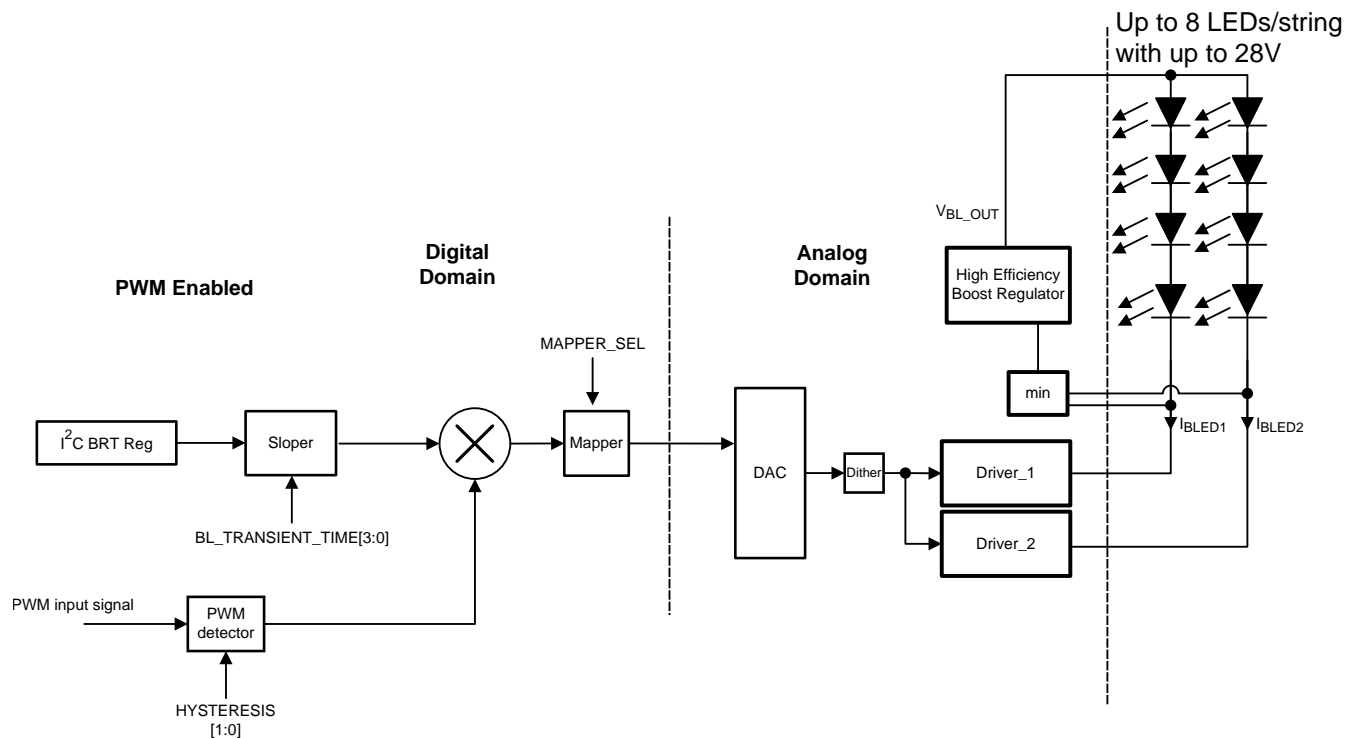 Up to 8 LEDs/string
with up to 28V
VBL_OUT
High Efficiency
Boost Regulator
Digital
Domain
Analog
Domain
PWM Enabled
MAPPER_SEL
min
I2C BRT Reg
Sloper
Mapper
DAC
Dither
Driver_1
Driver_2
IBLED1
IBLED2
BL_TRANSIENT_TIME[3:0]
PWM input signal
PWM
detector
HYSTERESIS
[1:0]